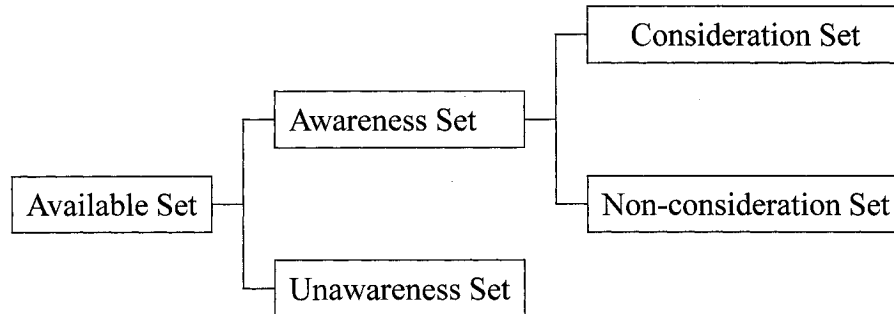 Consideration Set
Awareness Set
Available Set
Non-consideration Set
Unawareness Set